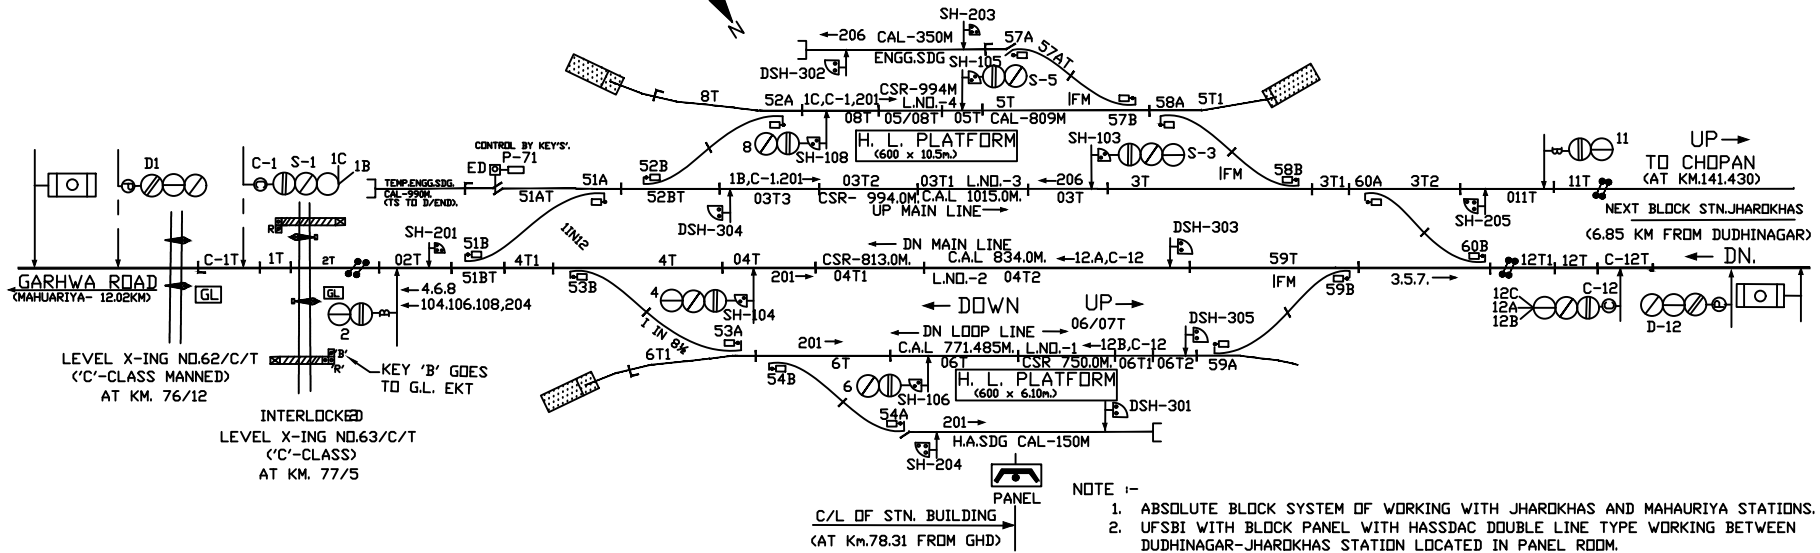 SH-203
←206 CAL-350M
57A
57AT
ENGG.SDG
DSH-302
SH-105
S-5
8T
52A
1C,C-1,201→
CSR-994M
L.NO.-4
5T
|FM
58A
5T1
08T
05/08T
05T
CAL-809M
57B
8
SH-108
H. L. PLATFORM
(600 x 10.5m.)
SH-103
S-3
|FM
11
UP →
TO CHOPAN
(AT KM.141.430)
D1
C-1
S-1
1C
1B
CONTROL BY KEY'S'.
ED
P-71
TEMP.ENGG.SDG.
CAL-990M.
(TS TO D/END).
51AT
51A
52B
52BT
1B,C-1.201→
03T2
03T1
L.NO.-3
←206
3T
58B
3T1
60A
3T2
011T
11T
03T3
CSR- 994.0M.
C.A.L 1015.0M.
03T
UP MAIN LINE→
DSH-304
SH-205
NEXT BLOCK STN.JHAROKHAS
(6.85 KM FROM DUDHINAGAR)
R
SH-201
51B
1IN12
← DN MAIN LINE
DSH-303
60B
← DN.
C-1T
1T
2T
02T
51BT
4T1
4T
04T
CSR-813.0M.
C.A.L 834.0M.
←12.A,C-12
59T
12T1
12T
C-12T
GARHWA ROAD
(MAHUARIYA- 12.02KM)
GL
GL
←4.6.8
←104.106.108,204
2
53B
201→
04T1
L.NO.-2
04T2
|FM
59B
3.5.7.→
4
SH-104
← DOWN
UP →
12C
12A
12B
C-12
D-12
1 IN 8½
53A
← DN LOOP LINE →
06/07T
DSH-305
LEVEL X-ING NO.62/C/T
('C'-CLASS MANNED)
AT KM. 76/12
'B'
'R'
KEY 'B' GOES
TO G.L. EKT
6T1
201→
C.A.L 771.485M.
L.NO.-1
←12B,C-12
6T
06T
CSR 750.0M.
06T1
06T2
59A
54B
6
SH-106
H. L. PLATFORM
(600 x 6.10m.)
INTERLOCKED
LEVEL X-ING NO.63/C/T
('C'-CLASS)
AT KM. 77/5
54A
201→
DSH-301
H.A.SDG CAL-150M
SH-204
PANEL
C/L OF STN. BUILDING
(AT Km.78.31 FROM GHD)
NOTE :-
1. ABSOLUTE BLOCK SYSTEM OF WORKING WITH JHAROKHAS AND MAHAURIYA STATIONS.
2. UFSBI WITH BLOCK PANEL WITH HASSDAC DOUBLE LINE TYPE WORKING BETWEEN
DUDHINAGAR-JHAROKHAS STATION LOCATED IN PANEL ROOM.
N